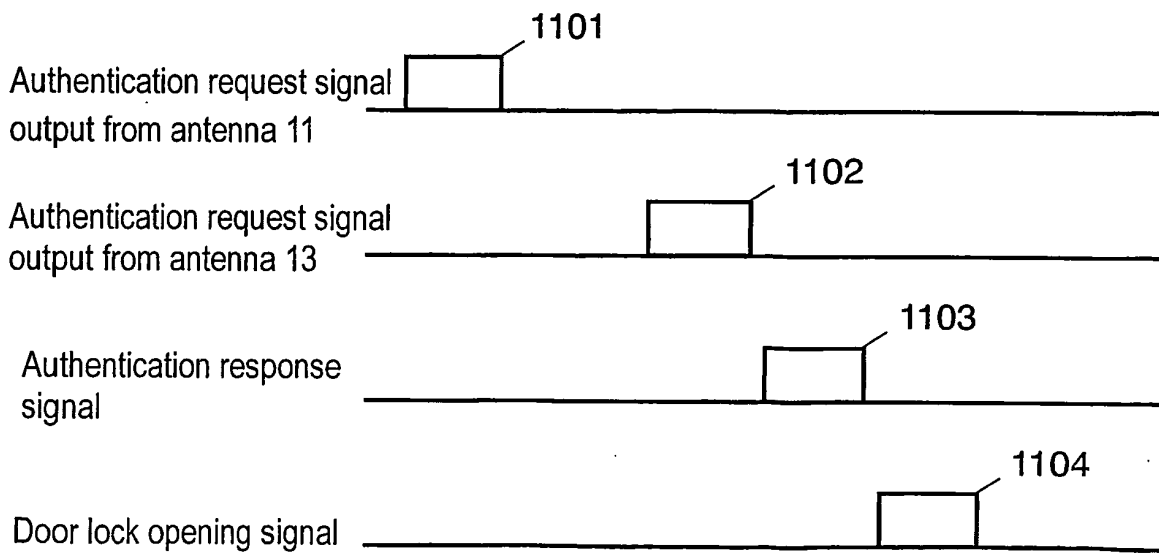 1101
Authentication request signal
output from antenna 11
1102
Authentication request signal
output from antenna 13
1103
Authentication response
signal
1104
Door lock opening signal